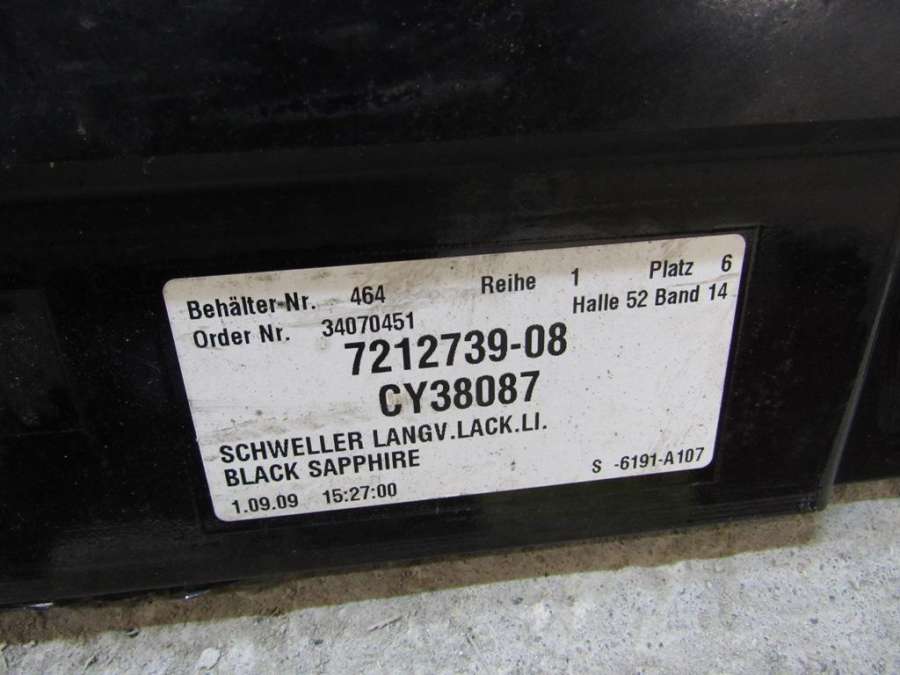 Behälter-Nr. 464 Reihe 1 Platz 6
Order Nr. 34070451 Halle 52 Band 14
7212739-08
CY38087
SCHWELLER LANGV.LACK.LI.
BLACK SAPPHIRE
1.09.09 15:27:00 S -6191-A107